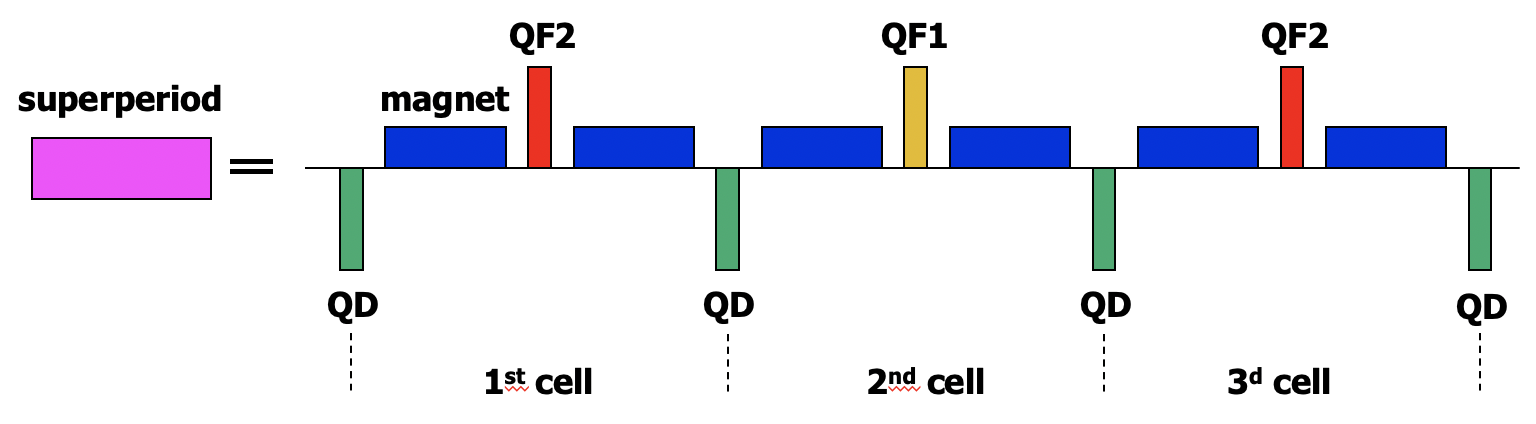 QF2 QF1 QF2
superperiod magnet
=
QD QD QD QD
1st cell 2nd cell 3d cell